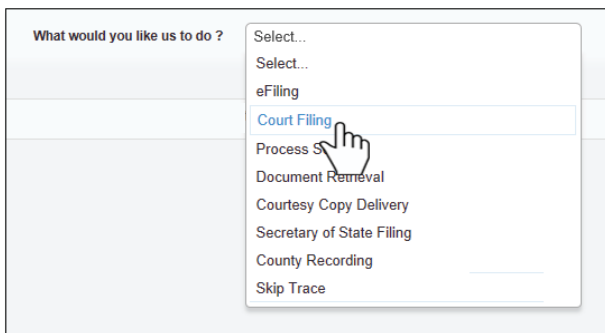 What would you like us to do ?
Select...
Select...
eFiling
Court Filing
Process
Document Retrieval
Courtesy Copy Delivery
Secretary of State Filing
County Recording
Skip Trace